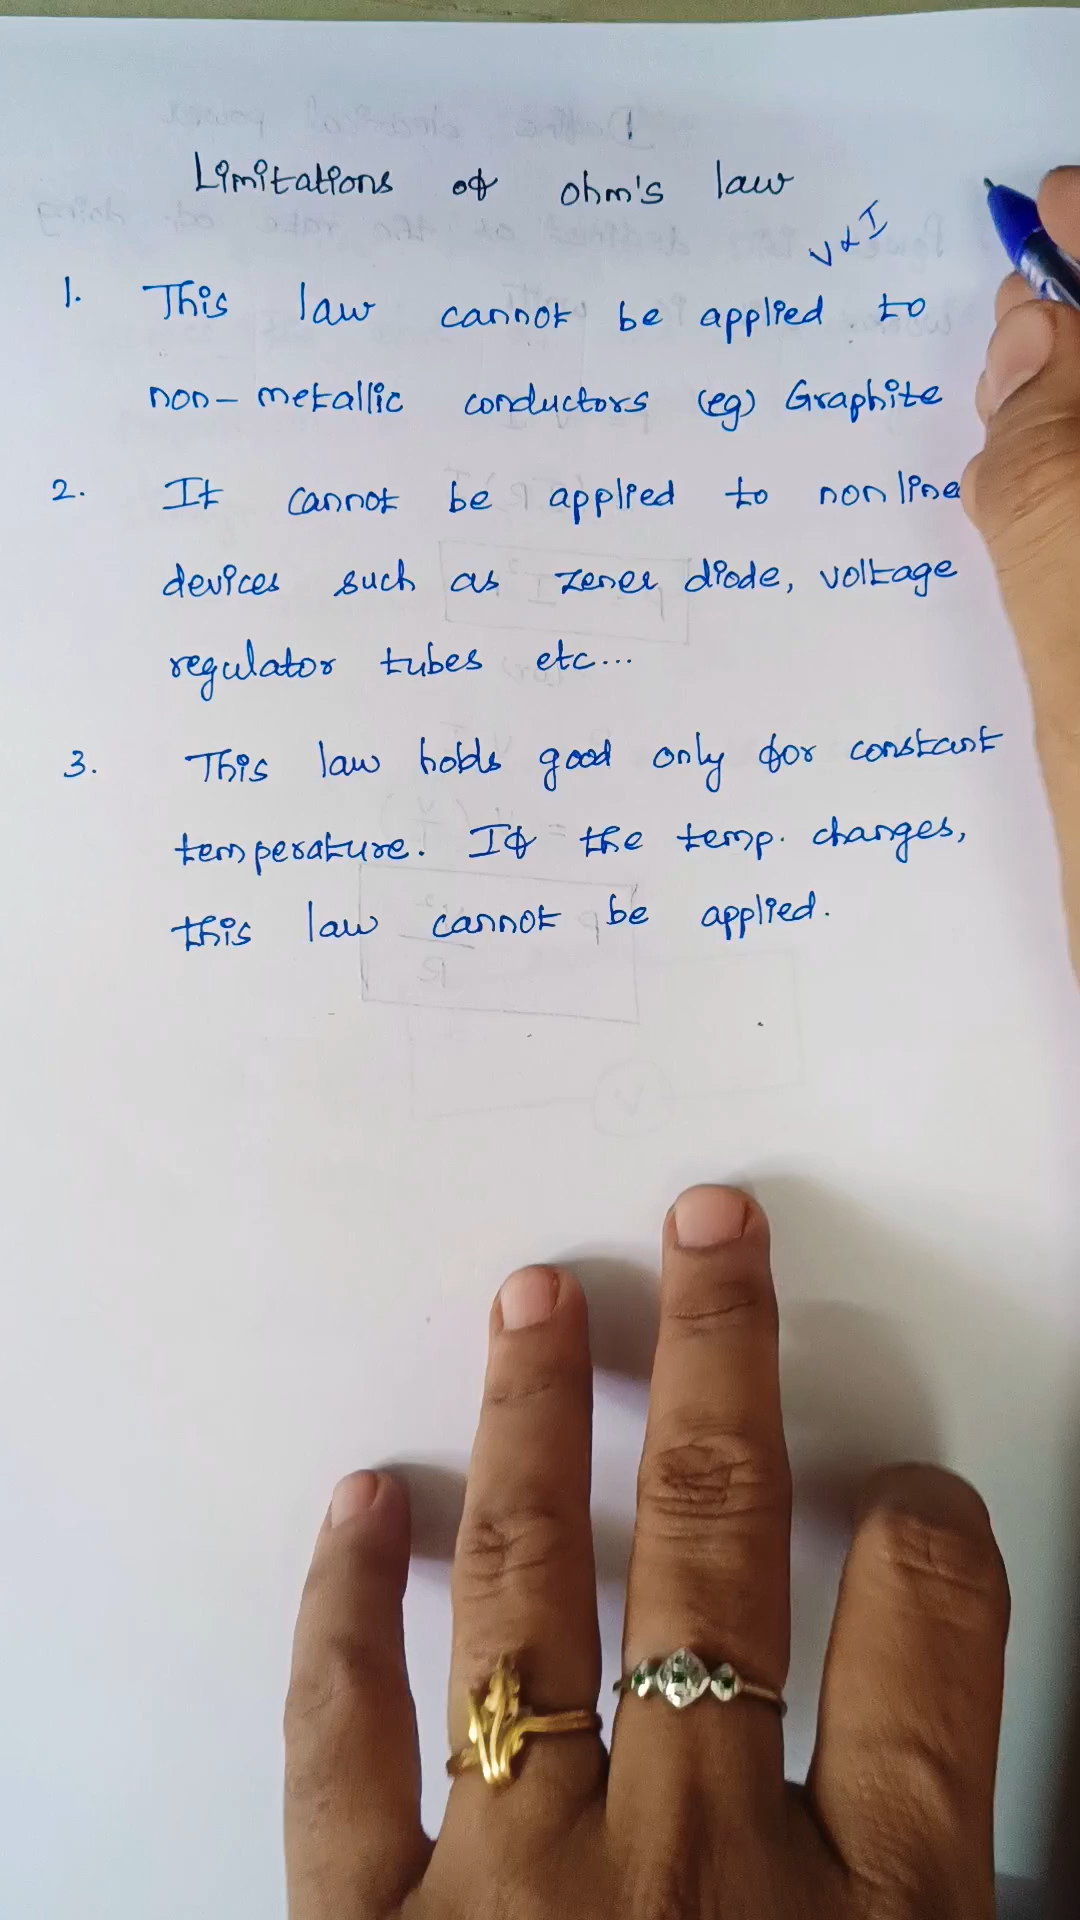 Limitations of ohm's law
V α I
1. This law cannot be applied to
non-metallic conductors (eg) Graphite
2. It cannot be applied to non line
devices such as zener diode, voltage
regulator tubes etc...
3. This law holds good only for constant
temperature. If the temp. changes,
this law cannot be applied.